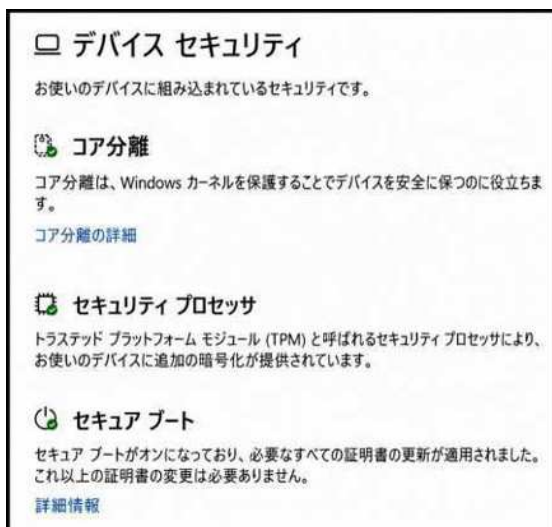 デバイス セキュリティ
お使いのデバイスに組み込まれているセキュリティです。
コア分離
コア分離は、Windows カーネルを保護することでデバイスを安全に保つのに役立ちま
す。
コア分離の詳細
セキュリティ プロセッサ
トラステッド プラットフォーム モジュール (TPM) と呼ばれるセキュリティ プロセッサにより、
お使いのデバイスに追加の暗号化が提供されています。
セキュア ブート
セキュア ブートがオンになっており、必要なすべての証明書の更新が適用されました。
これ以上の証明書の変更は必要ありません。
詳細情報